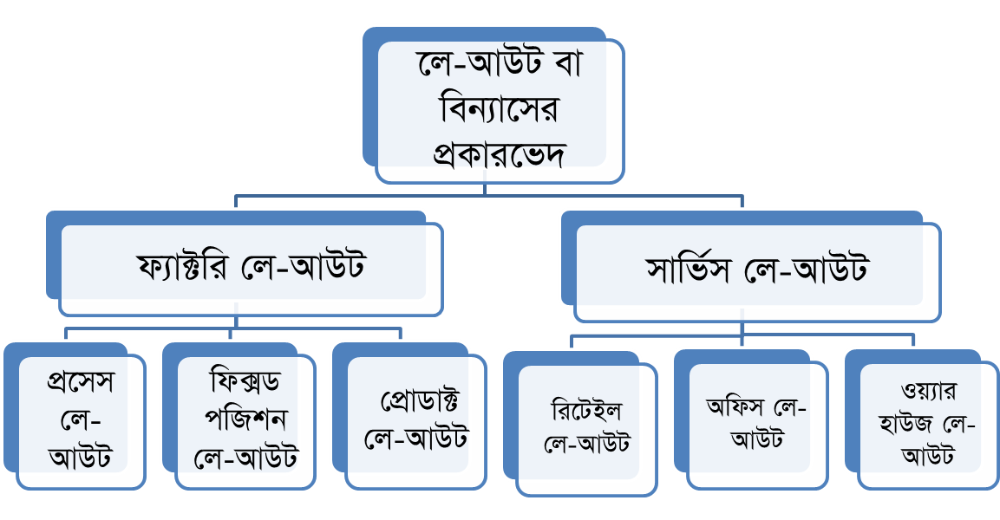 লে-আউট বা
বিন্যাসের
প্রকারভেদ
ফ্যাক্টরি লে-আউট
সার্ভিস লে-আউট
প্রসেস
লে-
আউট
ফিক্সড
পজিশন
লে-আউট
প্রোডাক্ট
লে-আউট
রিটেইল
লে-আউট
অফিস লে-
আউট
ওয়্যার
হাউজ লে-
আউট